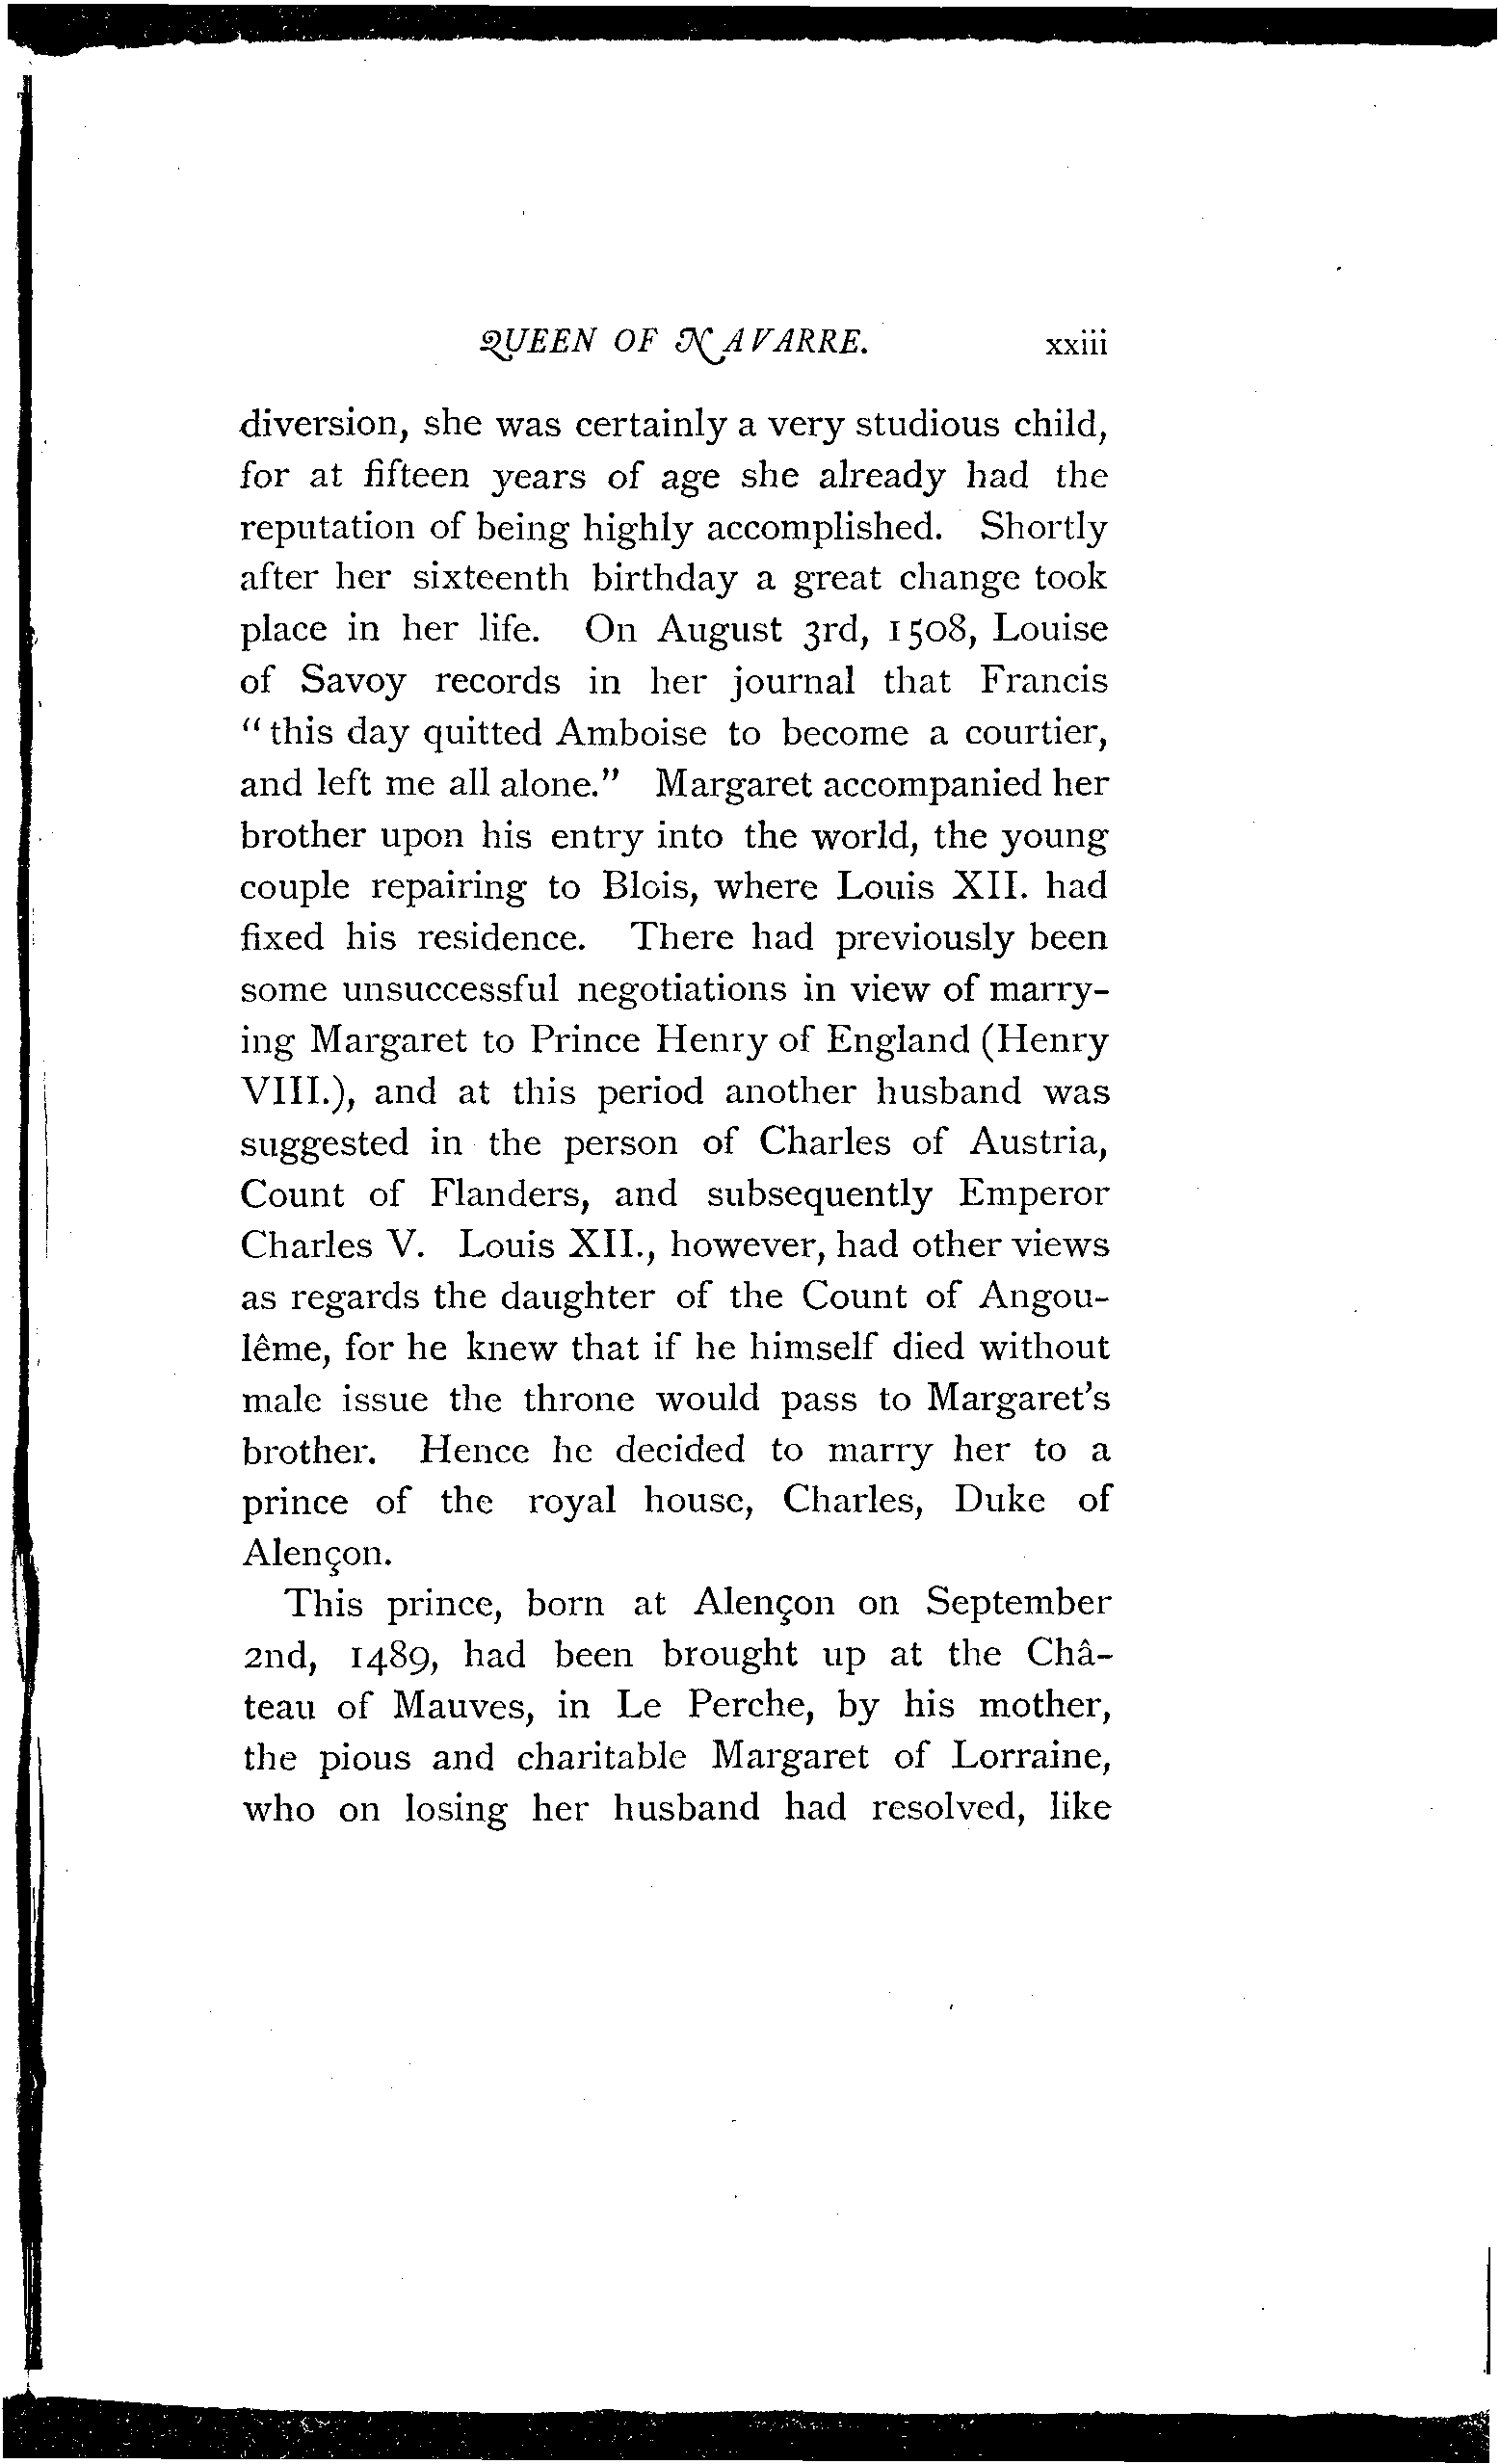 QUEEN OF NAVARRE. xxiii
diversion, she was certainly a very studious child,
for at fifteen years of age she already had the
reputation of being highly accomplished. Shortly
after her sixteenth birthday a great change took
place in her life. On August 3rd, 1508, Louise
of Savoy records in her journal that Francis
"this day quitted Amboise to become a courtier,
and left me all alone." Margaret accompanied her
brother upon his entry into the world, the young
couple repairing to Blois, where Louis XII. had
fixed his residence. There had previously been
some unsuccessful negotiations in view of marry-
ing Margaret to Prince Henry of England (Henry
VIII.), and at this period another husband was
suggested in the person of Charles of Austria,
Count of Flanders, and subsequently Emperor
Charles V. Louis XII., however, had other views
as regards the daughter of the Count of Angou-
lême, for he knew that if he himself died without
male issue the throne would pass to Margaret's
brother. Hence he decided to marry her to a
prince of the royal house, Charles, Duke of
Alençon.
This prince, born at Alençon on September
2nd, 1489, had been brought up at the Châ-
teau of Mauves, in Le Perche, by his mother,
the pious and charitable Margaret of Lorraine,
who on losing her husband had resolved, like